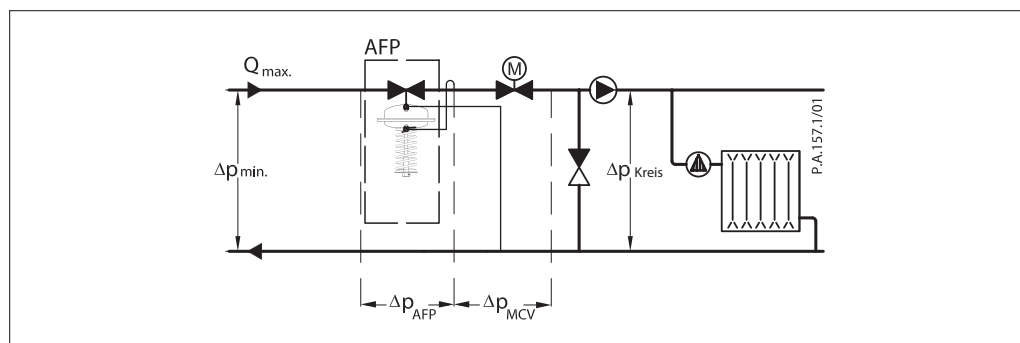 AFP
Q max.
M
Δp min.
Δp Kreis
P.A.157.1/01
Δp AFP
Δp MCV